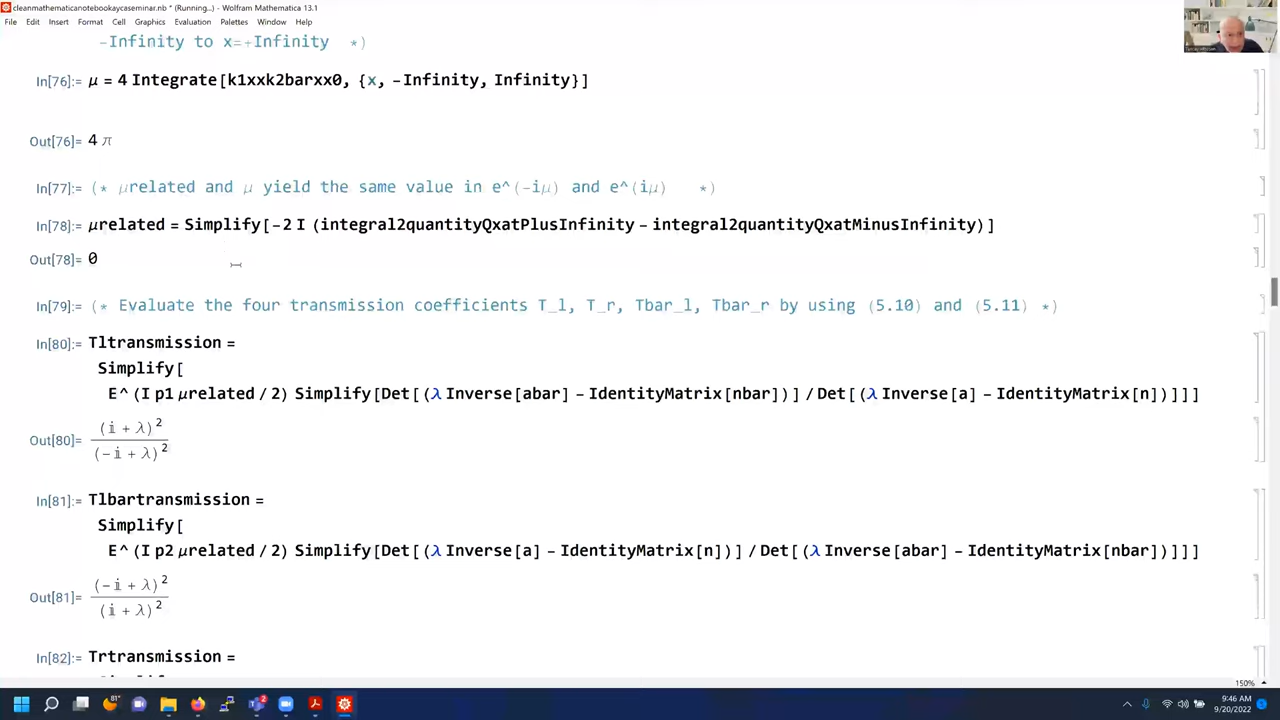 cleanmathematicanotebookaycaseminar.nb * (Running...) - Wolfram Mathematica 13.1
File Edit Insert Format Cell Graphics Evaluation Palettes Window Help
-Infinity to x=+Infinity *)
In[76]:= μ = 4 Integrate[k1xxk2barxx0, {x, -Infinity, Infinity}]
Out[76]= 4 π
In[77]:= (* μrelated and μ yield the same value in e^(-iμ) and e^(iμ) *)
In[78]:= μrelated = Simplify[-2 I (integral2quantityQxatPlusInfinity - integral2quantityQxatMinusInfinity)]
Out[78]= 0
In[79]:= (* Evaluate the four transmission coefficients T_l, T_r, Tbar_l, Tbar_r by using (5.10) and (5.11) *)
In[80]:= Tltransmission =
Simplify[
E^(I p1 μrelated / 2) Simplify[Det[(λ Inverse[abar] - IdentityMatrix[nbar])] / Det[(λ Inverse[a] - IdentityMatrix[n])]]]
Out[80]= (i + λ)^2 / (-i + λ)^2
In[81]:= Tlbartransmission =
Simplify[
E^(I p2 μrelated / 2) Simplify[Det[(λ Inverse[a] - IdentityMatrix[n])] / Det[(λ Inverse[abar] - IdentityMatrix[nbar])]]]
Out[81]= (-i + λ)^2 / (i + λ)^2
In[82]:= Trtransmission =
150%
9:46 AM
9/20/2022